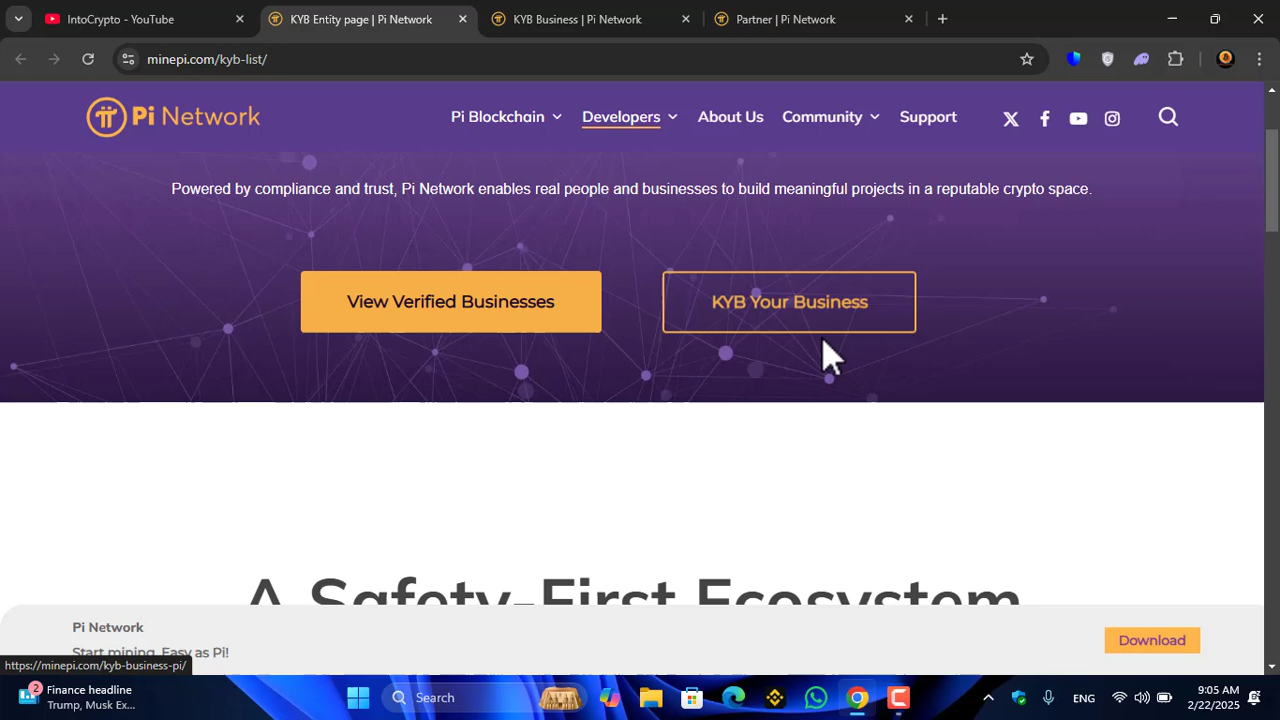 IntoCrypto - YouTube
KYB Entity page | Pi Network
KYB Business | Pi Network
Partner | Pi Network
minepi.com/kyb-list/
Pi Network
Pi Blockchain
Developers
About Us
Community
Support
Powered by compliance and trust, Pi Network enables real people and businesses to build meaningful projects in a reputable crypto space.
View Verified Businesses
KYB Your Business
A Safety-First Ecosystem
Pi Network
Start mining. Easy as Pi!
Download
https://minepi.com/kyb-business-pi/
2
Finance headline
Trump, Musk Ex...
Search
ENG
9:05 AM
2/22/2025